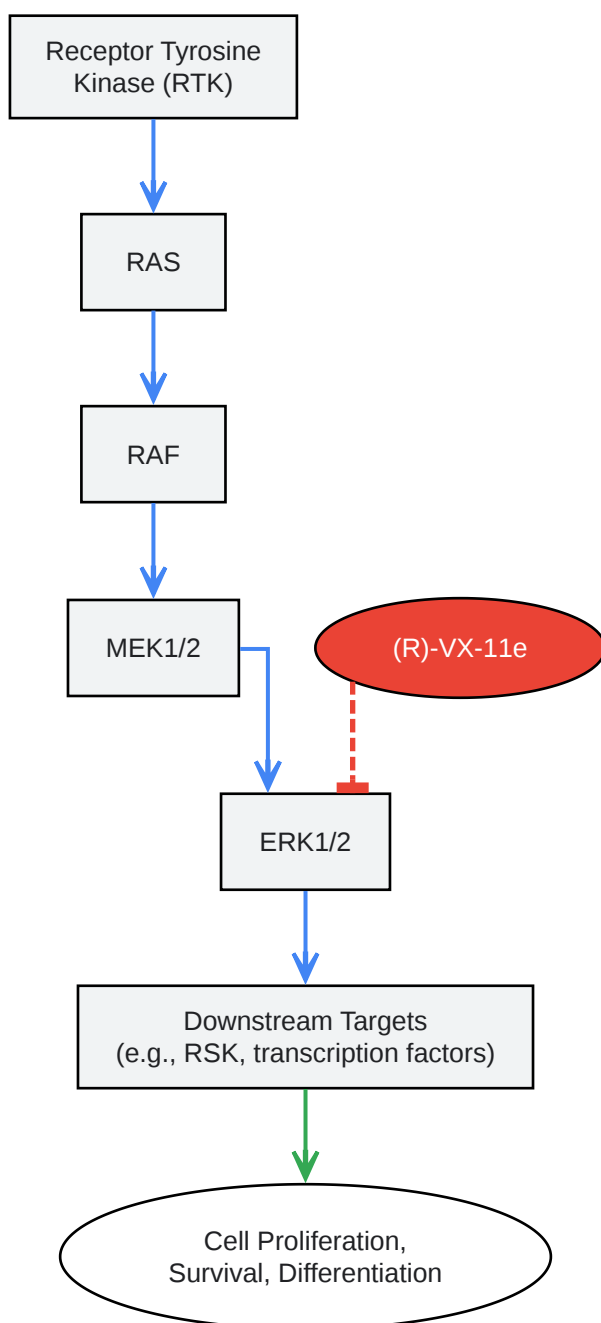 Receptor Tyrosine
Kinase (RTK)
RAS
RAF
MEK1/2
(R)-VX-11e
ERK1/2
Downstream Targets
(e.g., RSK, transcription factors)
Cell Proliferation,
Survival, Differentiation